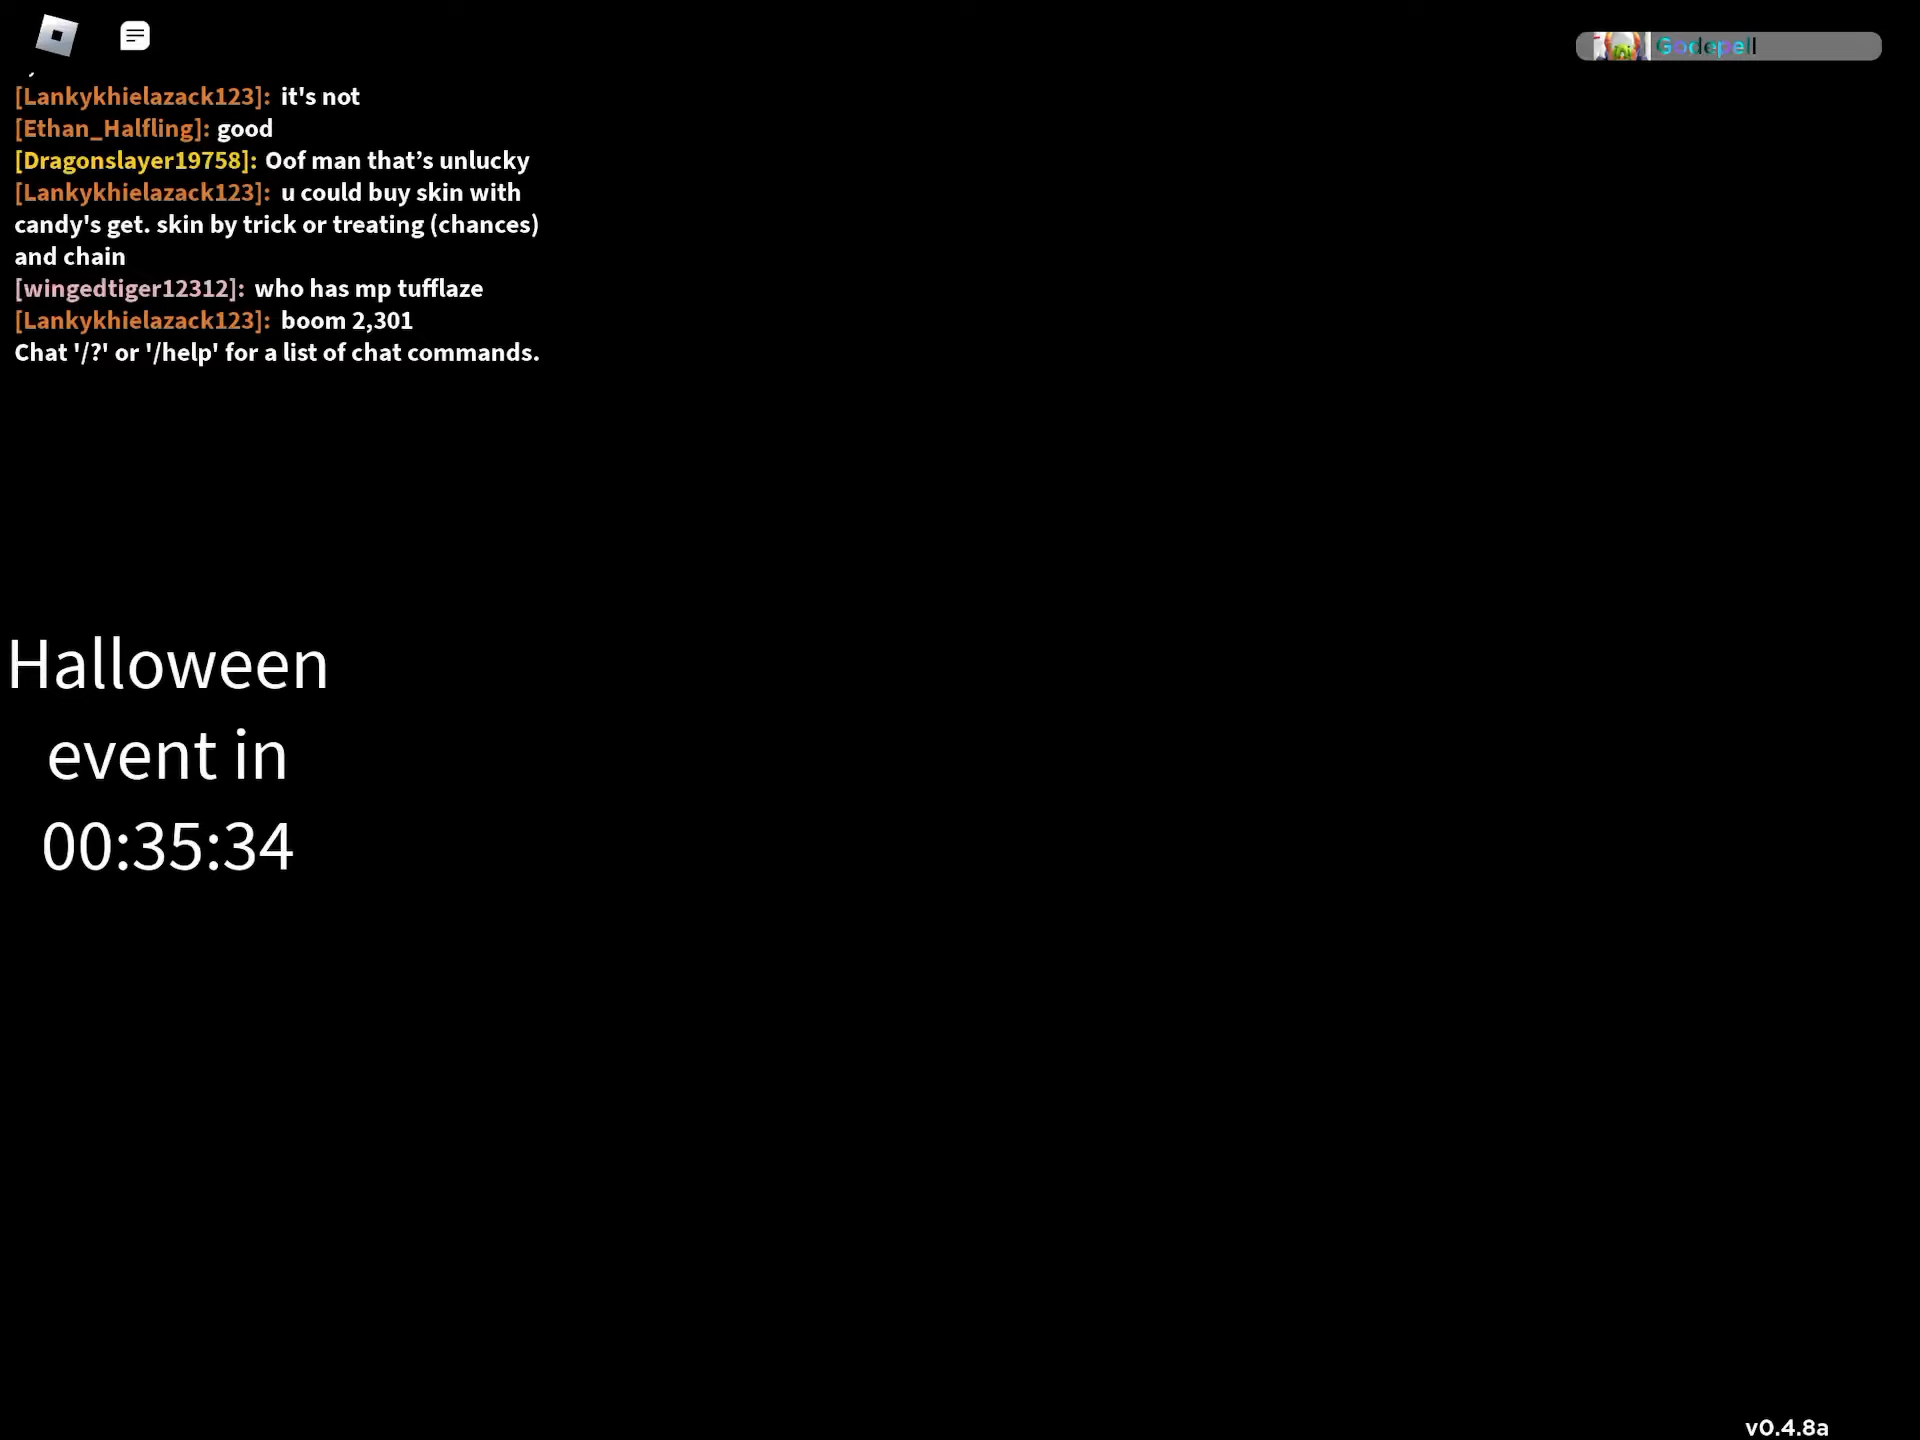 [Lankykhielazack123]: it's not
[Ethan_Halfling]: good
[Dragonslayer19758]: Oof man that’s unlucky
[Lankykhielazack123]: u could buy skin with
candy's get. skin by trick or treating (chances)
and chain
[wingedtiger12312]: who has mp tufflaze
[Lankykhielazack123]: boom 2,301
Chat '/?' or '/help' for a list of chat commands.
Godepell
Halloween
event in
00:35:34
v0.4.8a